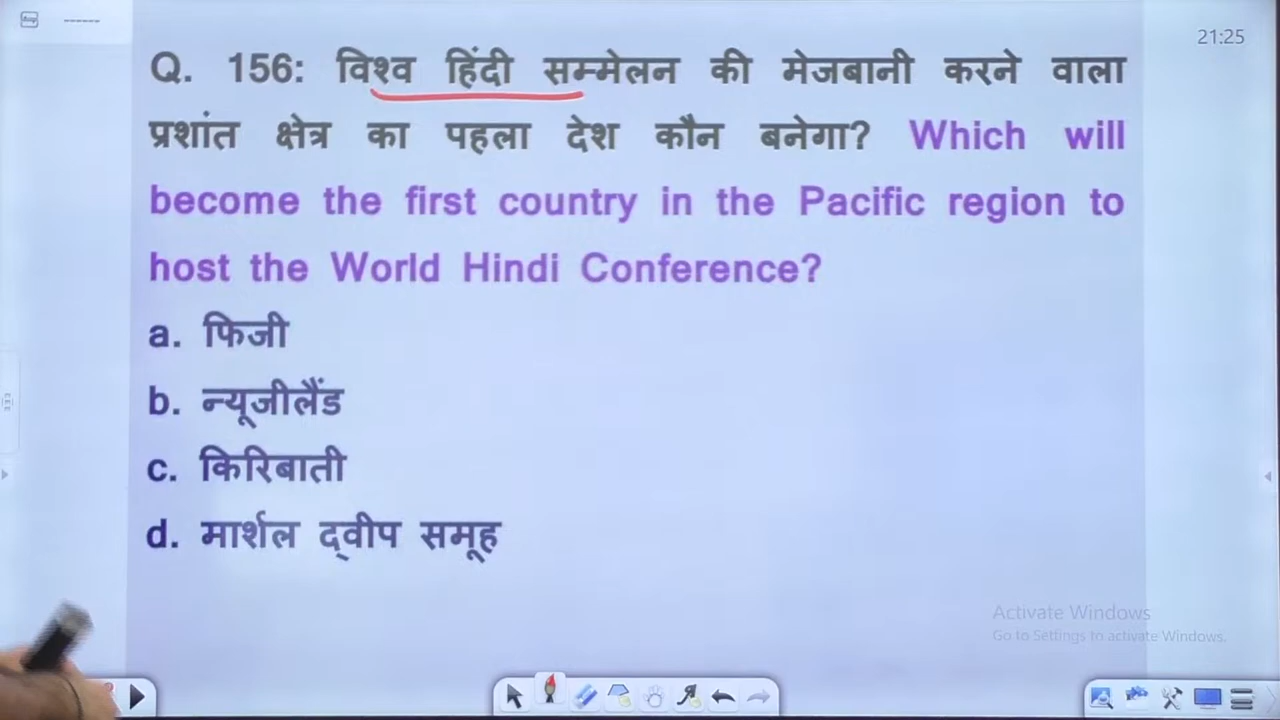 21:25
Q. 156: विश्व हिंदी सम्मेलन की मेजबानी करने वाला
प्रशांत क्षेत्र का पहला देश कौन बनेगा? Which will
become the first country in the Pacific region to
host the World Hindi Conference?
a. फिजी
b. न्यूजीलैंड
c. किरिबाती
d. मार्शल द्वीप समूह
Activate Windows
Go to Settings to activate Windows.